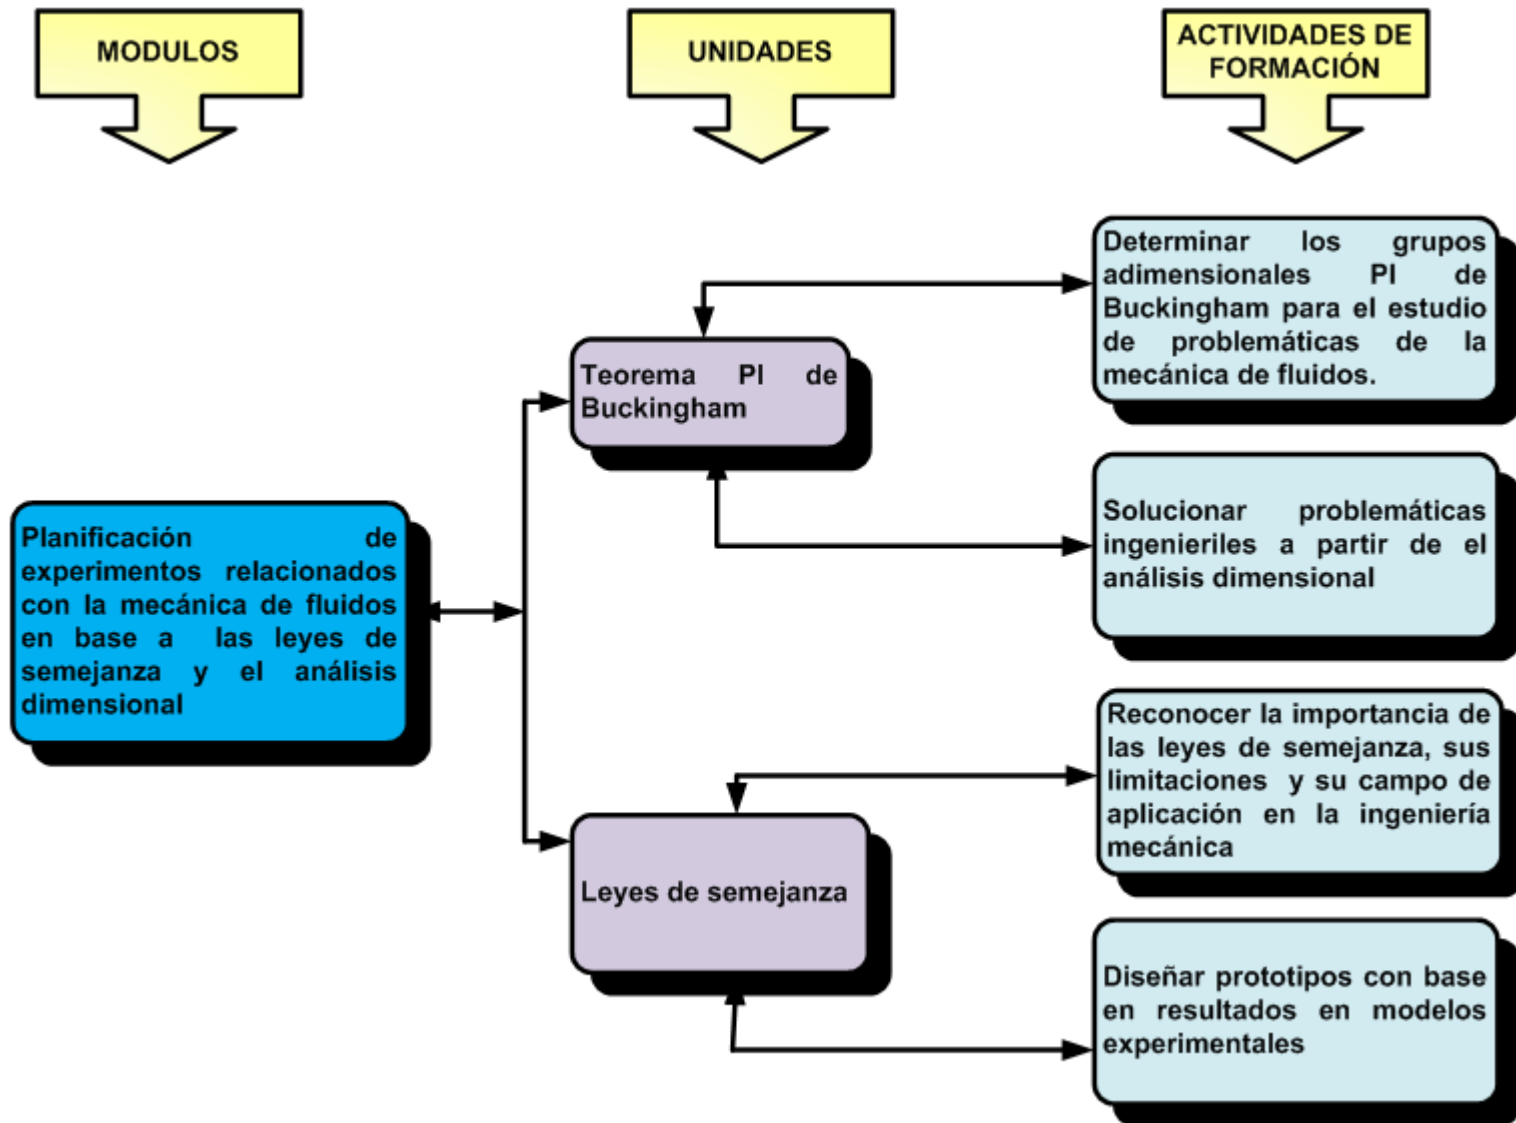 MODULOS
UNIDADES
ACTIVIDADES DE
FORMACIÓN
Planificación de
experimentos relacionados
con la mecánica de fluidos
en base a las leyes de
semejanza y el análisis
dimensional
Teorema PI de
Buckingham
Leyes de semejanza
Determinar los grupos
adimensionales PI de
Buckingham para el estudio
de problemáticas de la
mecánica de fluidos.
Solucionar problemáticas
ingenieriles a partir de el
análisis dimensional
Reconocer la importancia de
las leyes de semejanza, sus
limitaciones y su campo de
aplicación en la ingeniería
mecánica
Diseñar prototipos con base
en resultados en modelos
experimentales